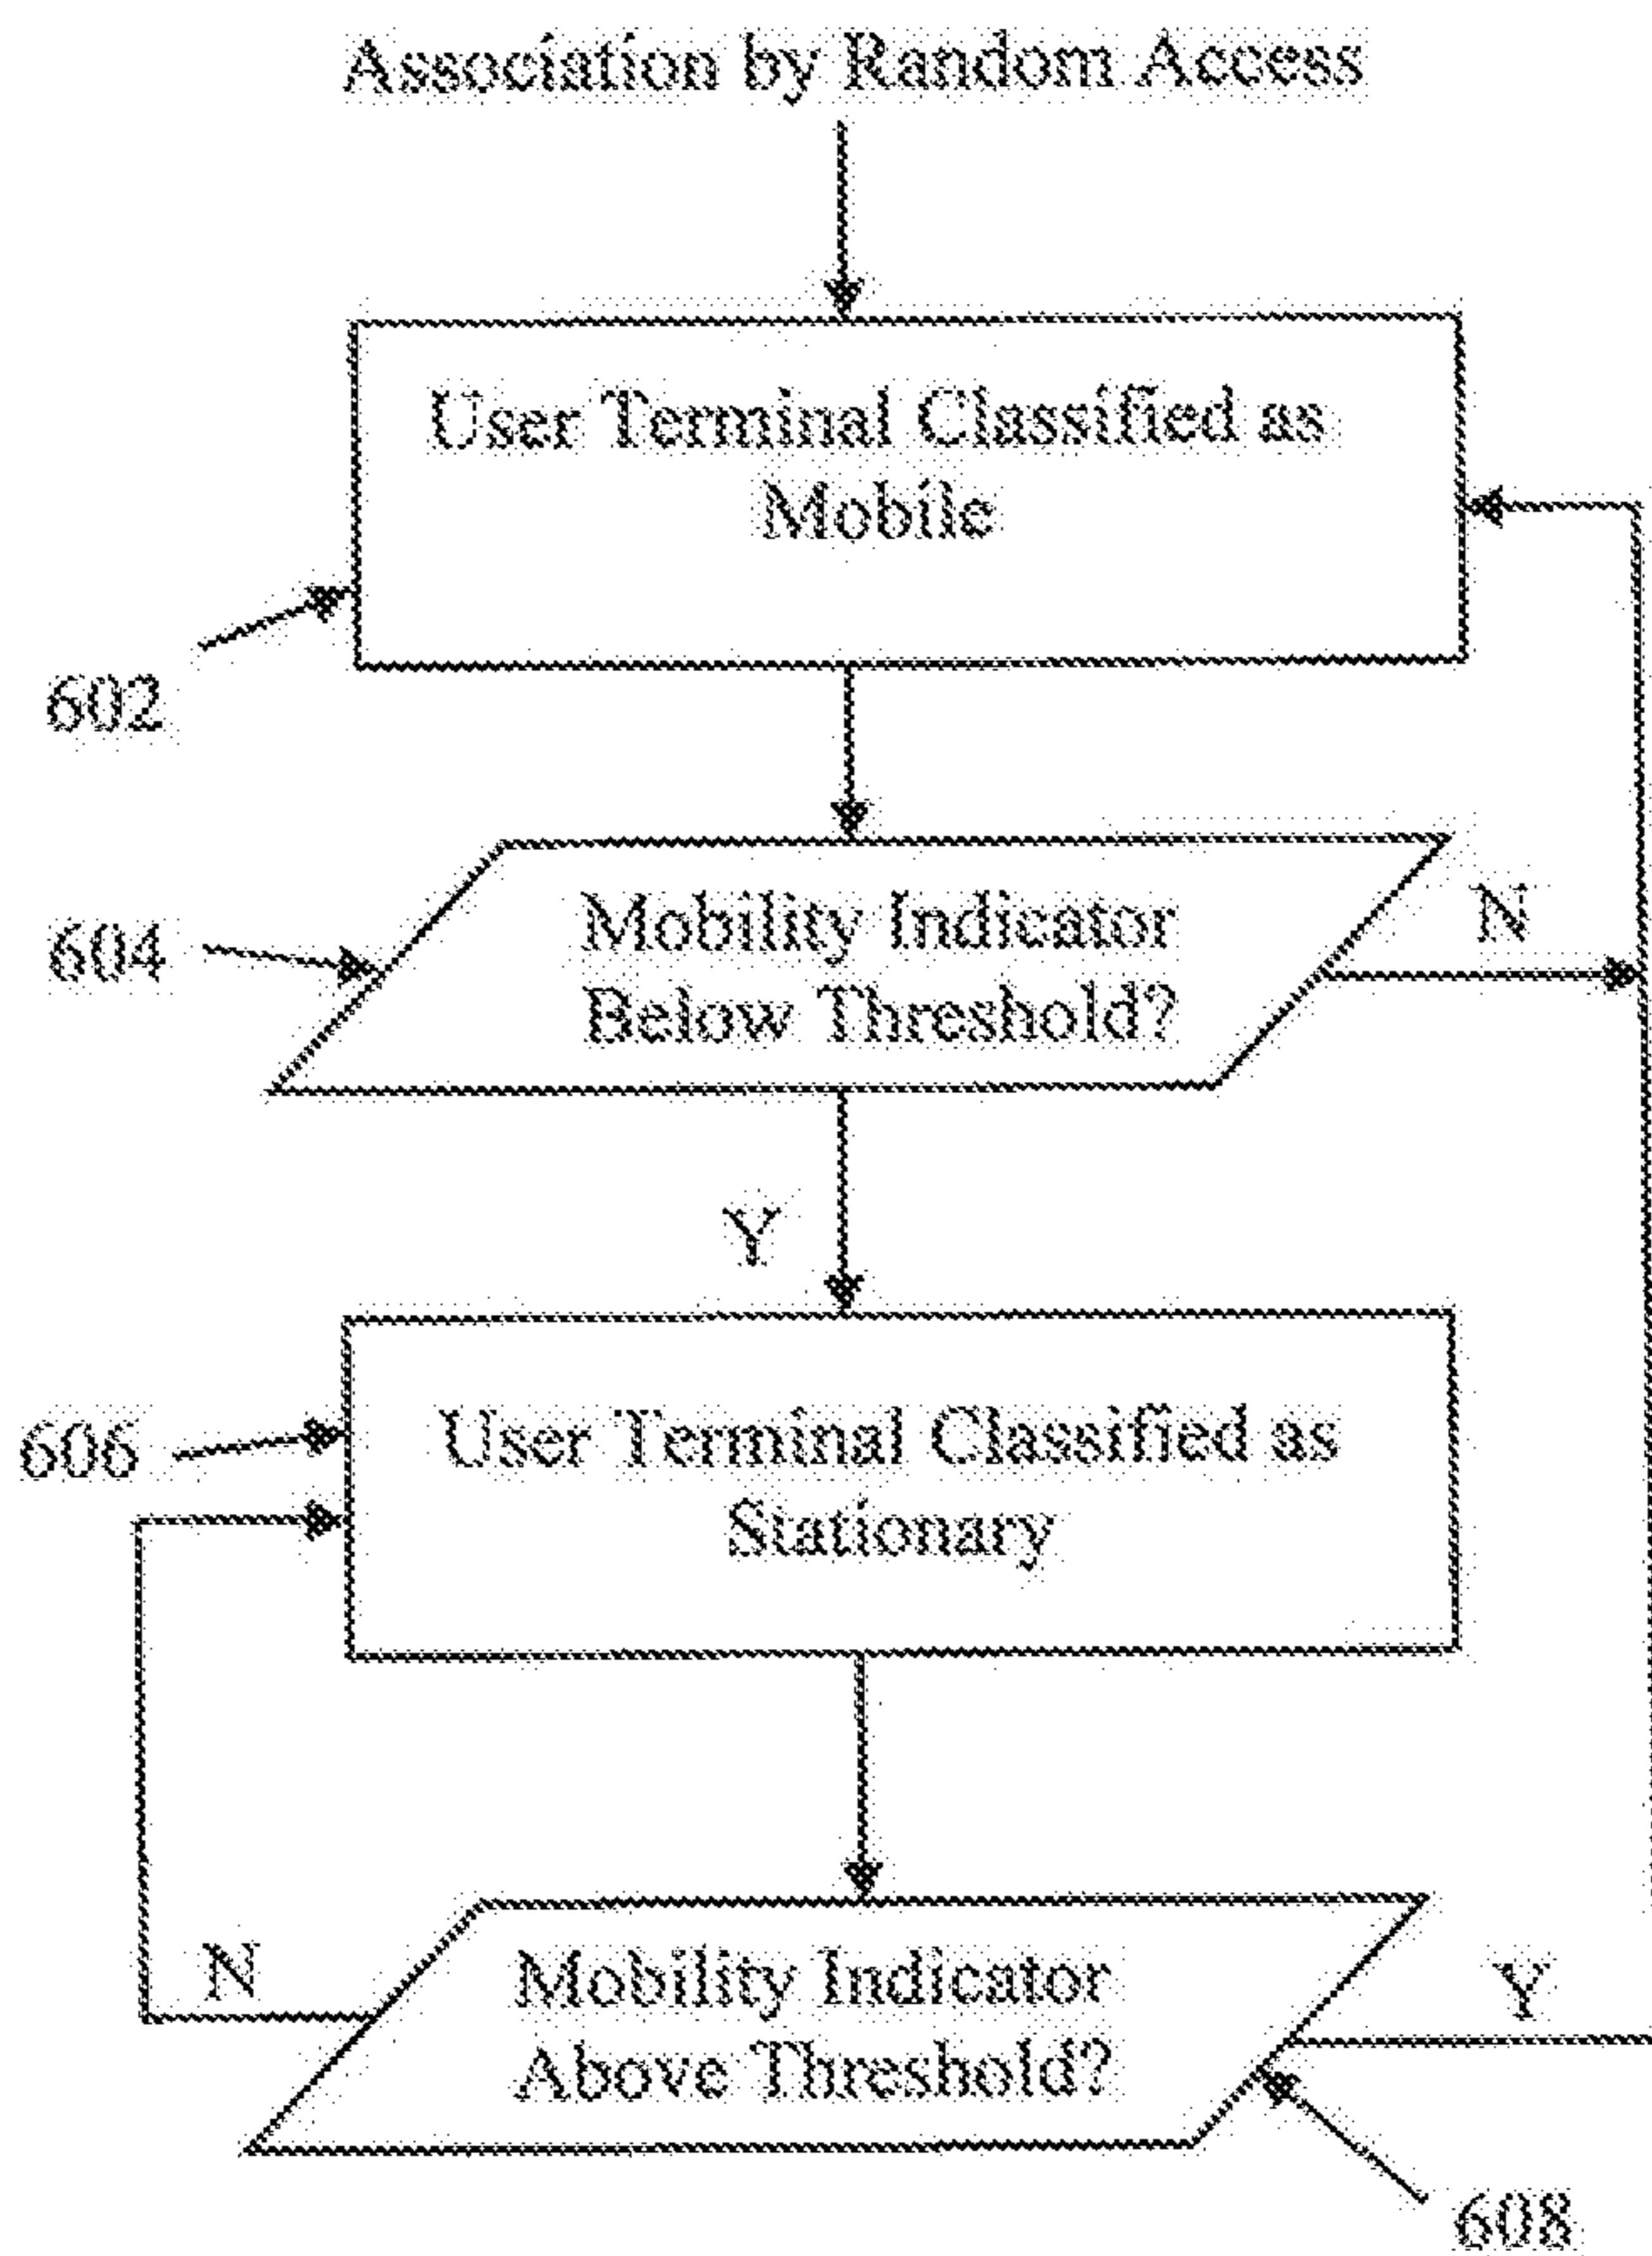 Association by Random Access
User Terminal Classified as
Mobile
602
Mobility Indicator
Below Threshold?
N
604
Y
User Terminal Classified as
Stationary
606
N
Mobility Indicator
Above Threshold?
Y
608